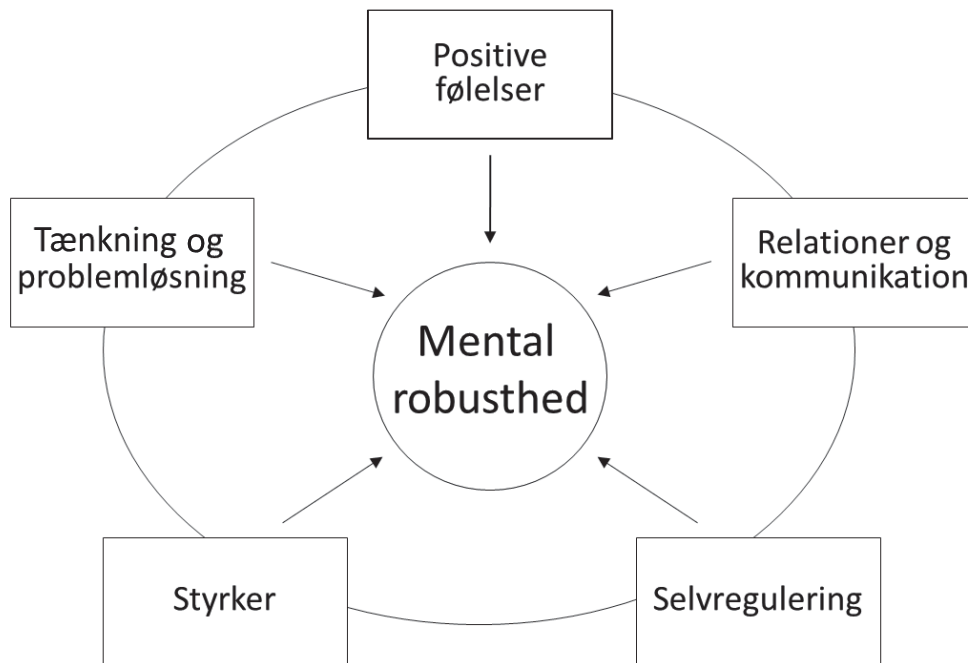 Positive
følelser
Tænkning og
problemløsning
Relationer og
kommunikation
Mental
robusthed
Styrker
Selvregulering